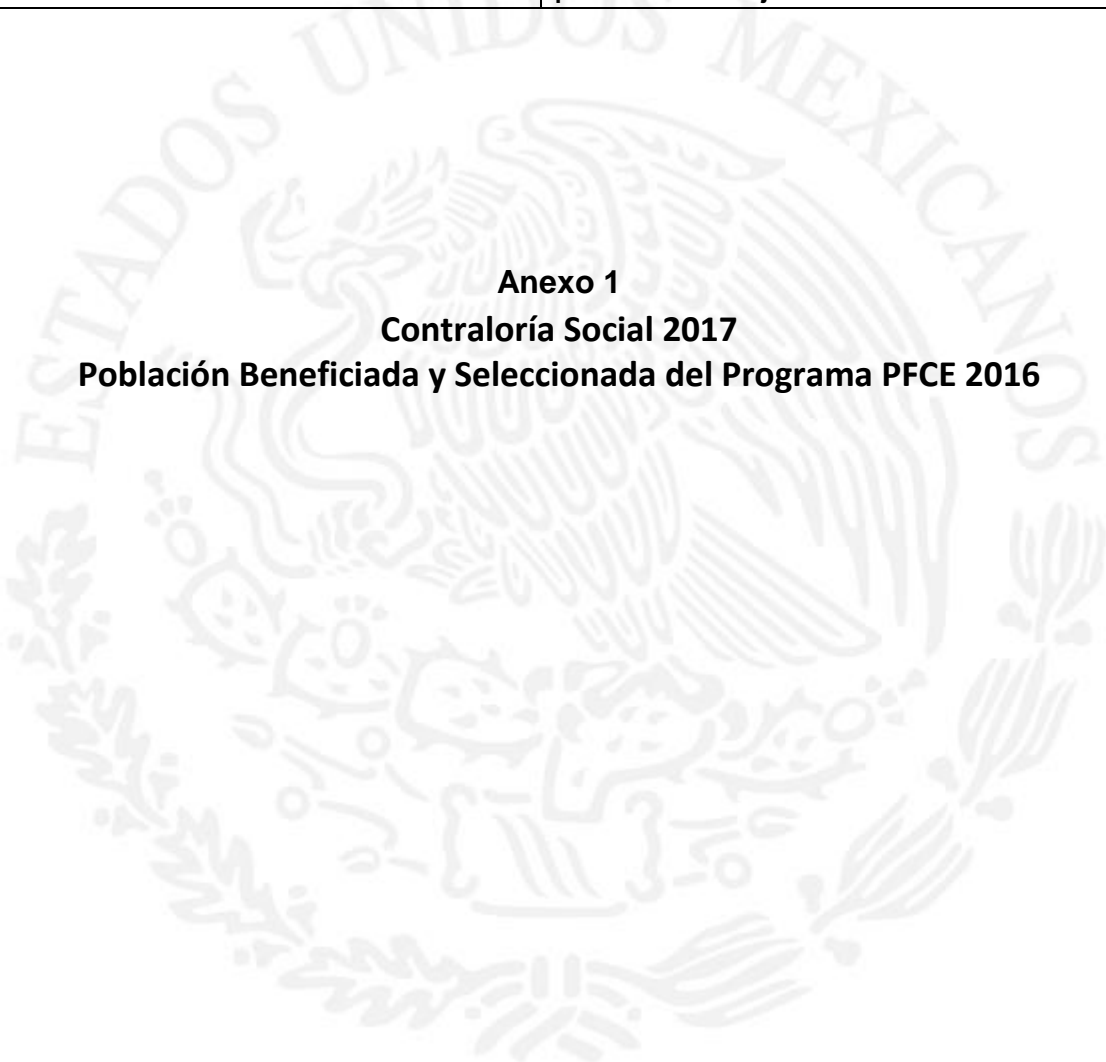 Anexo 1
Contraloría Social 2017
Población Beneficiada y Seleccionada del Programa PFCE 2016
ESTADOS UNIDOS MEXICANOS